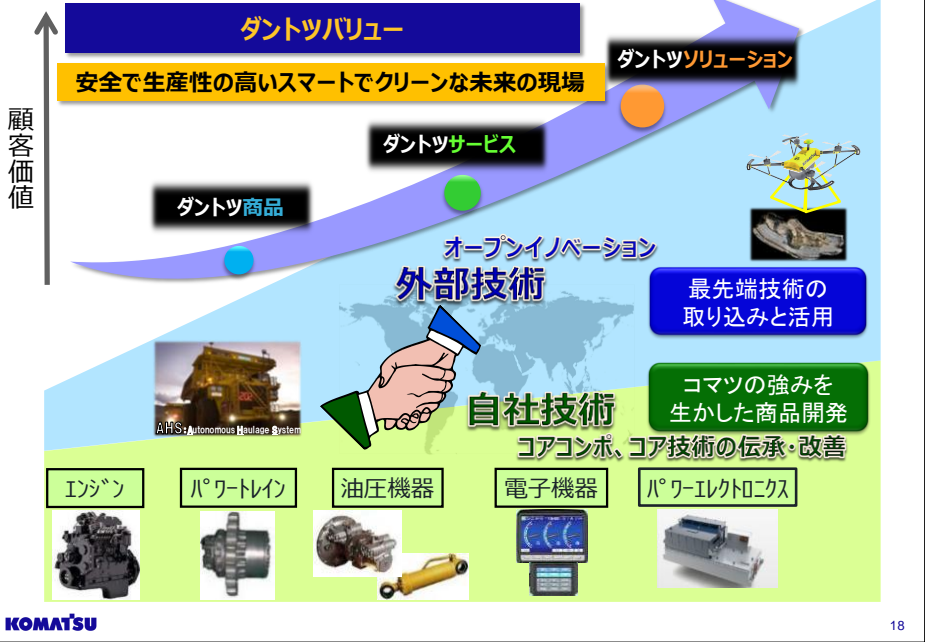 ダントツバリュー
安全で生産性の高いスマートでクリーンな未来の現場
顧客価値
ダントツソリューション
ダントツサービス
ダントツ商品
オープンイノベーション
外部技術
最先端技術の
取り込みと活用
コマツの強みを
生かした商品開発
自社技術
コアコンポ、コア技術の伝承・改善
AHS:Autonomous Haulage System
ｴﾝｼﾞﾝ
ﾊﾟﾜｰﾄﾚｲﾝ
油圧機器
電子機器
ﾊﾟﾜｰｴﾚｸﾄﾛﾆｸｽ
KOMATSU
18